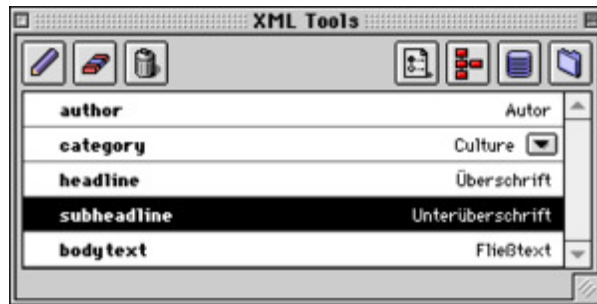 XML Tools
author Autor
category Culture
headline Überschrift
subheadline Unterüberschrift
bodytext Fließtext